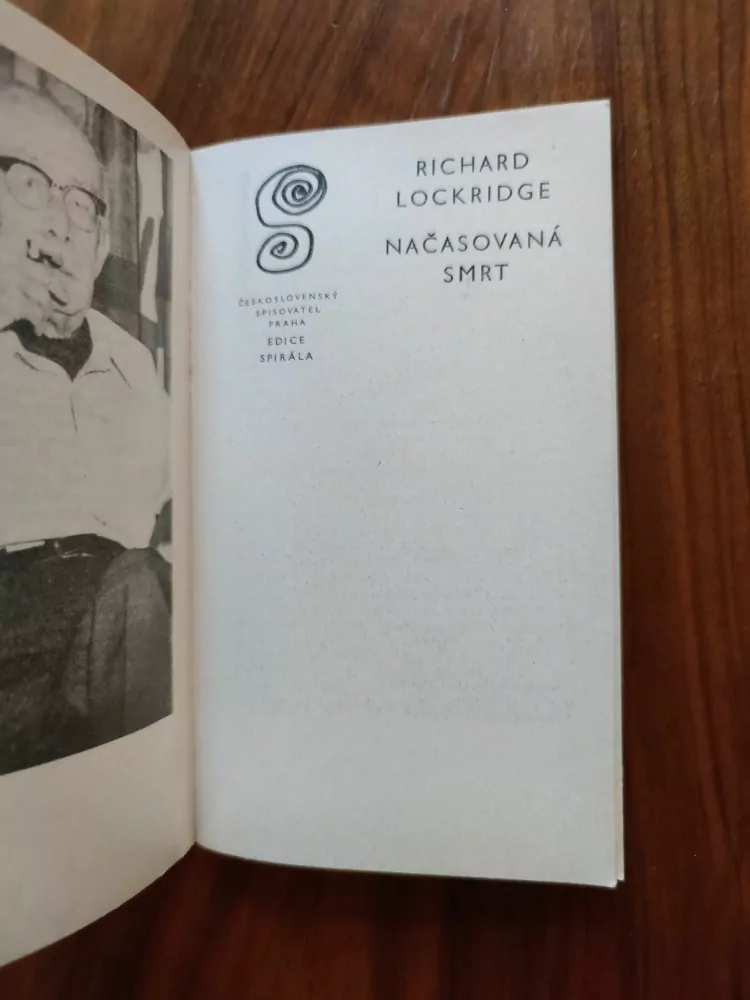 RICHARD
LOCKRIDGE
NAČASOVANÁ
SMRT
ČESKOSLOVENSKÝ
SPISOVATEL
PRAHA
EDICE
SPIRÁLA